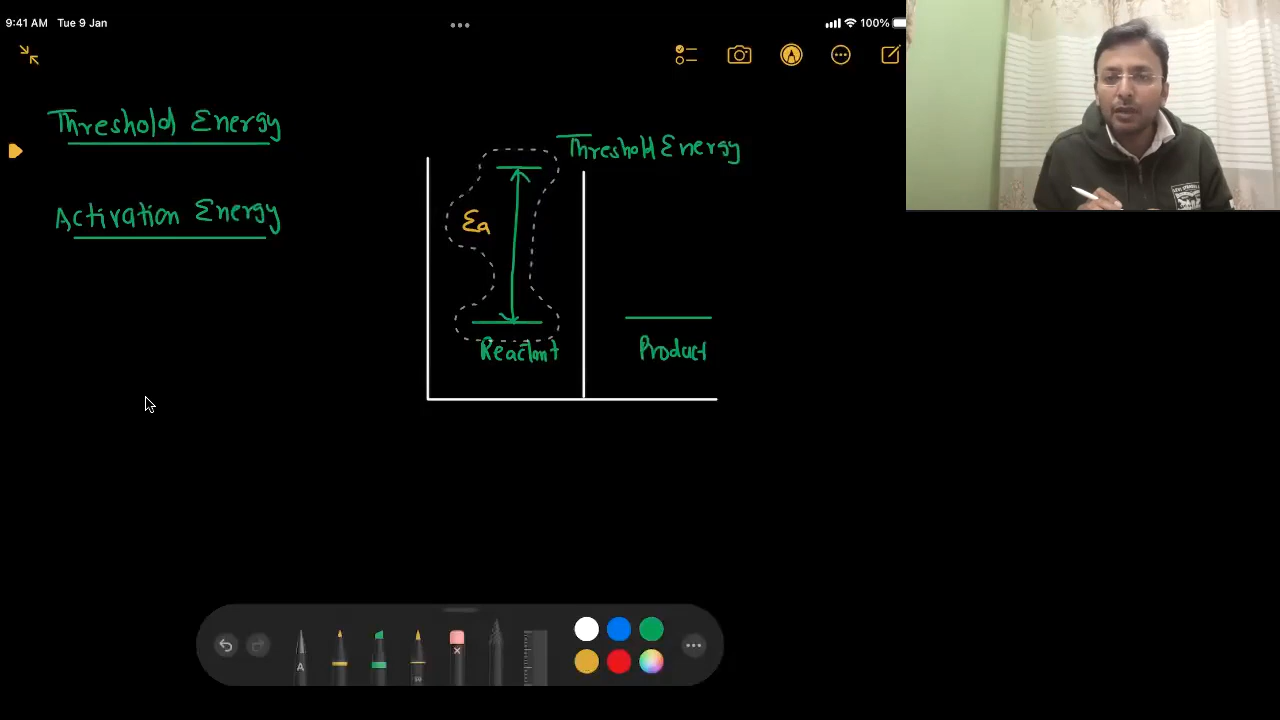 9:41 AM Tue 9 Jan
100%
Threshold Energy
Activation Energy
Threshold Energy
Ea
Reactant
Product
A